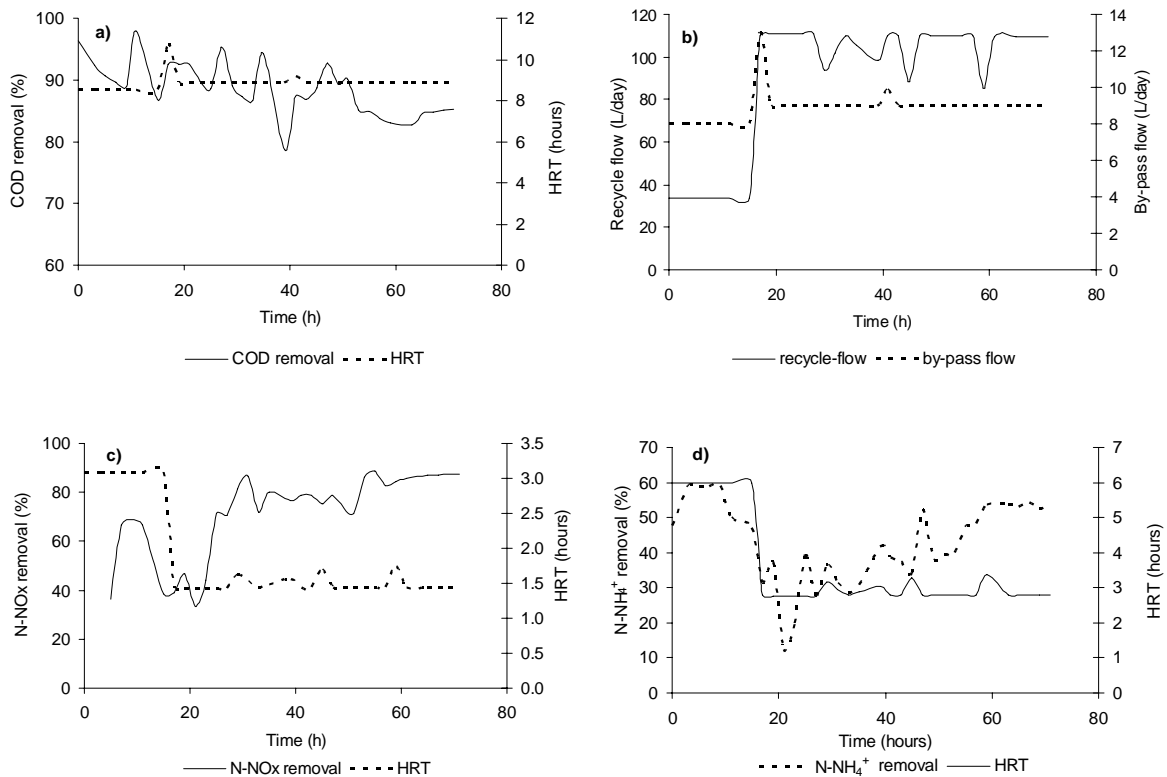 a)
COD removal (%)
100
90
80
70
60
12
10
8
6
4
2
0
HRT (hours)
0 20 40 60 80
Time (h)
COD removal HRT
b)
Recycle flow (L/day)
120
100
80
60
40
20
0
14
12
10
8
6
4
2
0
By-pass flow (L/day)
0 20 40 60 80
Time (h)
recycle-flow by-pass flow
c)
N-NOx removal (%)
100
80
60
40
20
0
3.5
3.0
2.5
2.0
1.5
1.0
0.5
0.0
HRT (hours)
0 20 40 60 80
Time (h)
N-NOx removal HRT
d)
N-NH₄⁺ removal (%)
70
60
50
40
30
20
10
0
7
6
5
4
3
2
1
0
HRT (hours)
0 20 40 60 80
Time (hours)
N-NH₄⁺ removal HRT